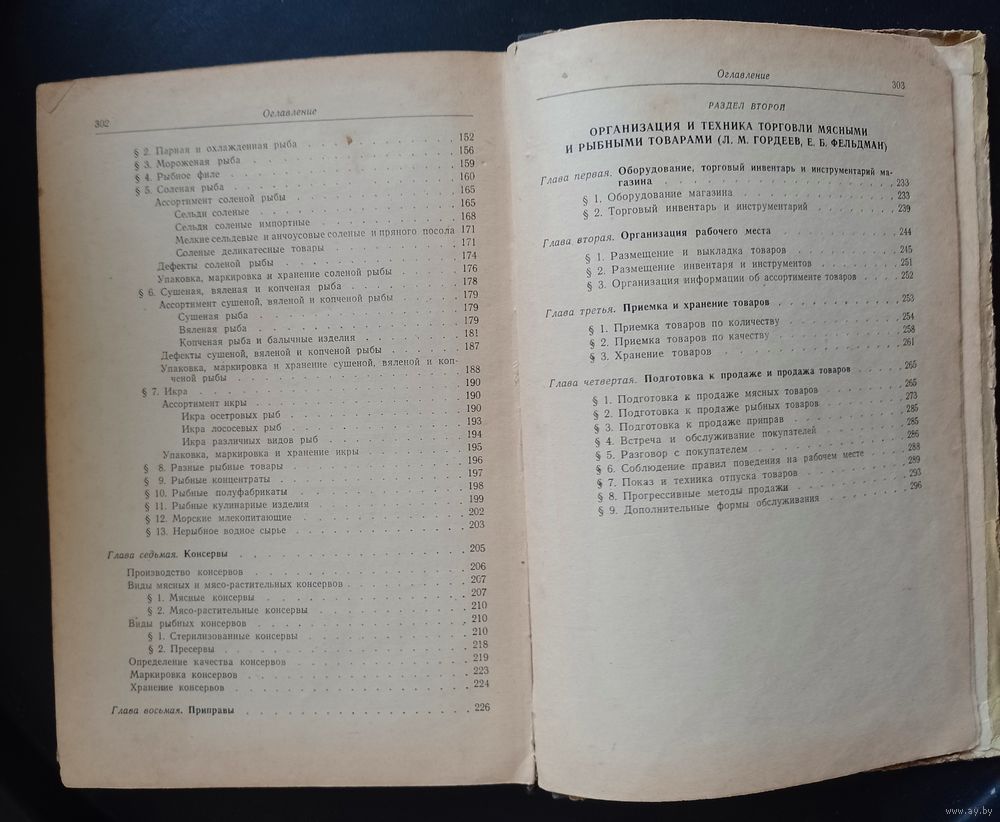 302
Оглавление
§ 2. Парная и охлажденная рыба 152
§ 3. Мороженая рыба 156
§ 4. Рыбное филе 159
§ 5. Соленая рыба 160
Ассортимент соленой рыбы 165
Сельди соленые 165
Сельди соленые импортные 168
Мелкие сельдевые и анчоусовые соленые и пряного посола 171
Соленые деликатесные товары 171
Дефекты соленой рыбы 174
Упаковка, маркировка и хранение соленой рыбы 176
§ 6. Сушеная, вяленая и копченая рыба 178
Ассортимент сушеной, вяленой и копченой рыбы 179
Сушеная рыба 179
Вяленая рыба 179
Копченая рыба и балычные изделия 181
Дефекты сушеной, вяленой и копченой рыбы 187
Упаковка, маркировка и хранение сушеной, вяленой и коп-
ченой рыбы 188
§ 7. Икра 190
Ассортимент икры 190
Икра осетровых рыб 190
Икра лососевых рыб 193
Икра различных видов рыб 194
Упаковка, маркировка и хранение икры 195
§ 8. Разные рыбные товары 196
§ 9. Рыбные концентраты 197
§ 10. Рыбные полуфабрикаты 198
§ 11. Рыбные кулинарные изделия 199
§ 12. Морские млекопитающие 202
§ 13. Нерыбное водное сырье 203
Глава седьмая. Консервы 205
Производство консервов 206
Виды мясных и мясо-растительных консервов 207
§ 1. Мясные консервы 207
§ 2. Мясо-растительные консервы 210
Виды рыбных консервов 210
§ 1. Стерилизованные консервы 210
§ 2. Пресервы 218
Определение качества консервов 219
Маркировка консервов 223
Хранение консервов 224
Глава восьмая. Приправы 226
Оглавление
303
РАЗДЕЛ ВТОРОЙ
ОРГАНИЗАЦИЯ И ТЕХНИКА ТОРГОВЛИ МЯСНЫМИ
И РЫБНЫМИ ТОВАРАМИ (Л. М. ГОРДЕЕВ, Е. Б. ФЕЛЬДМАН)
Глава первая. Оборудование, торговый инвентарь и инструментарий ма-
газина 233
§ 1. Оборудование магазина 233
§ 2. Торговый инвентарь и инструментарий 239
Глава вторая. Организация рабочего места 244
§ 1. Размещение и выкладка товаров 245
§ 2. Размещение инвентаря и инструментов 251
§ 3. Организация информации об ассортименте товаров 252
Глава третья. Приемка и хранение товаров 253
§ 1. Приемка товаров по количеству 254
§ 2. Приемка товаров по качеству 258
§ 3. Хранение товаров 261
Глава четвертая. Подготовка к продаже и продажа товаров 265
§ 1. Подготовка к продаже мясных товаров 265
§ 2. Подготовка к продаже рыбных товаров 273
§ 3. Подготовка к продаже приправ 285
§ 4. Встреча и обслуживание покупателей 285
§ 5. Разговор с покупателем 286
§ 6. Соблюдение правил поведения на рабочем месте 288
§ 7. Показ и техника отпуска товаров 289
§ 8. Прогрессивные методы продажи 293
§ 9. Дополнительные формы обслуживания 296
www.ay.by